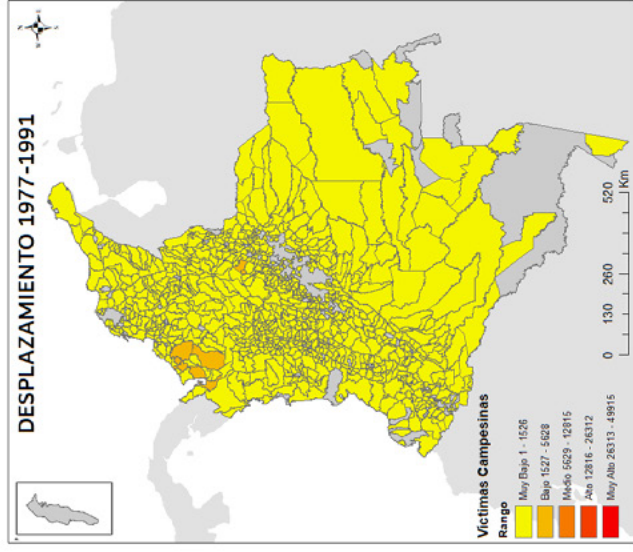 DESPLAZAMIENTO 1977-1991
N
W
E
S
Victimas Campesinas
Rango
Muy Bajo 1 - 1526
Bajo 1527 - 5628
Medio 5629 - 12815
Alto 12816 - 26312
Muy Alto 26313 - 49915
0 130 260 520
Km